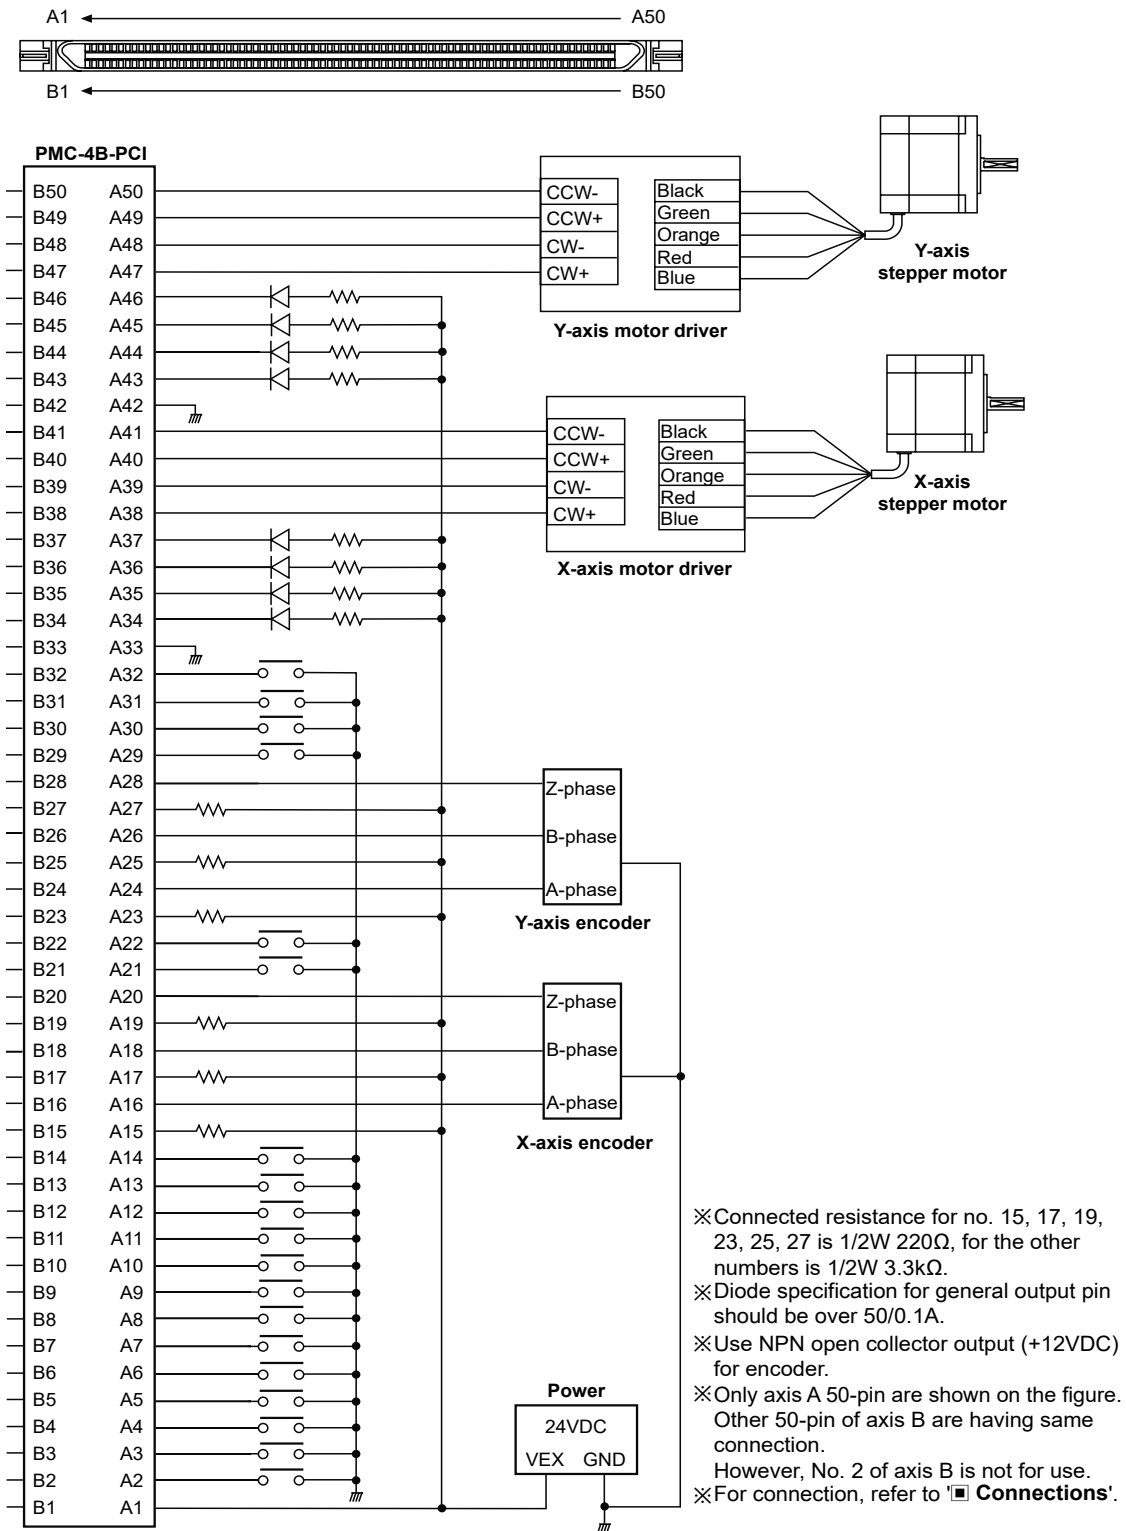 A1 A50
B1 B50
PMC-4B-PCI
B50 A50
B49 A49
B48 A48
B47 A47
B46 A46
B45 A45
B44 A44
B43 A43
B42 A42
B41 A41
B40 A40
B39 A39
B38 A38
B37 A37
B36 A36
B35 A35
B34 A34
B33 A33
B32 A32
B31 A31
B30 A30
B29 A29
B28 A28
B27 A27
B26 A26
B25 A25
B24 A24
B23 A23
B22 A22
B21 A21
B20 A20
B19 A19
B18 A18
B17 A17
B16 A16
B15 A15
B14 A14
B13 A13
B12 A12
B11 A11
B10 A10
B9 A9
B8 A8
B7 A7
B6 A6
B5 A5
B4 A4
B3 A3
B2 A2
B1 A1
CCW- Black
CCW+ Green
CW- Orange
CW+ Red
Blue
Y-axis motor driver
Y-axis
stepper motor
CCW- Black
CCW+ Green
CW- Orange
CW+ Red
Blue
X-axis motor driver
X-axis
stepper motor
Z-phase
B-phase
A-phase
Y-axis encoder
Z-phase
B-phase
A-phase
X-axis encoder
Power
24VDC
VEX GND
※Connected resistance for no. 15, 17, 19,
23, 25, 27 is 1/2W 220Ω, for the other
numbers is 1/2W 3.3kΩ.
※Diode specification for general output pin
should be over 50/0.1A.
※Use NPN open collector output (+12VDC)
for encoder.
※Only axis A 50-pin are shown on the figure.
Other 50-pin of axis B are having same
connection.
However, No. 2 of axis B is not for use.
※For connection, refer to '▣ Connections'.